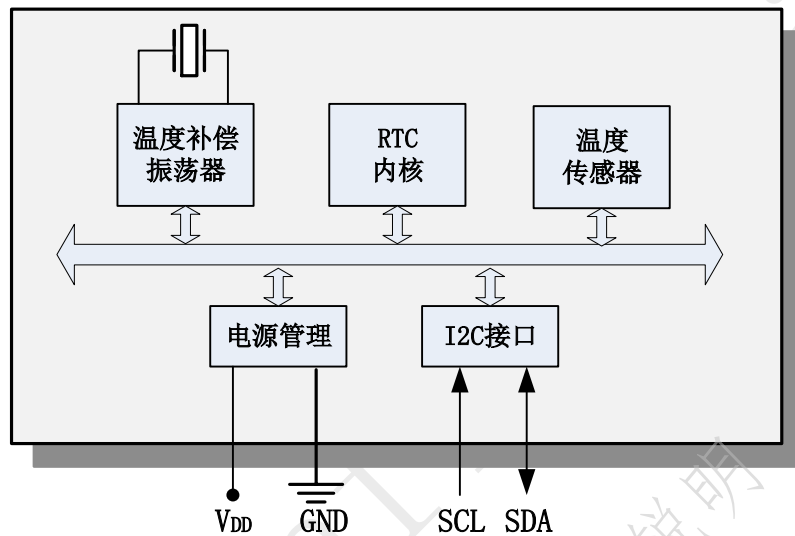 温度补偿
振荡器
RTC
内核
温度
传感器
电源管理
I2C接口
VDD
GND
SCL
SDA